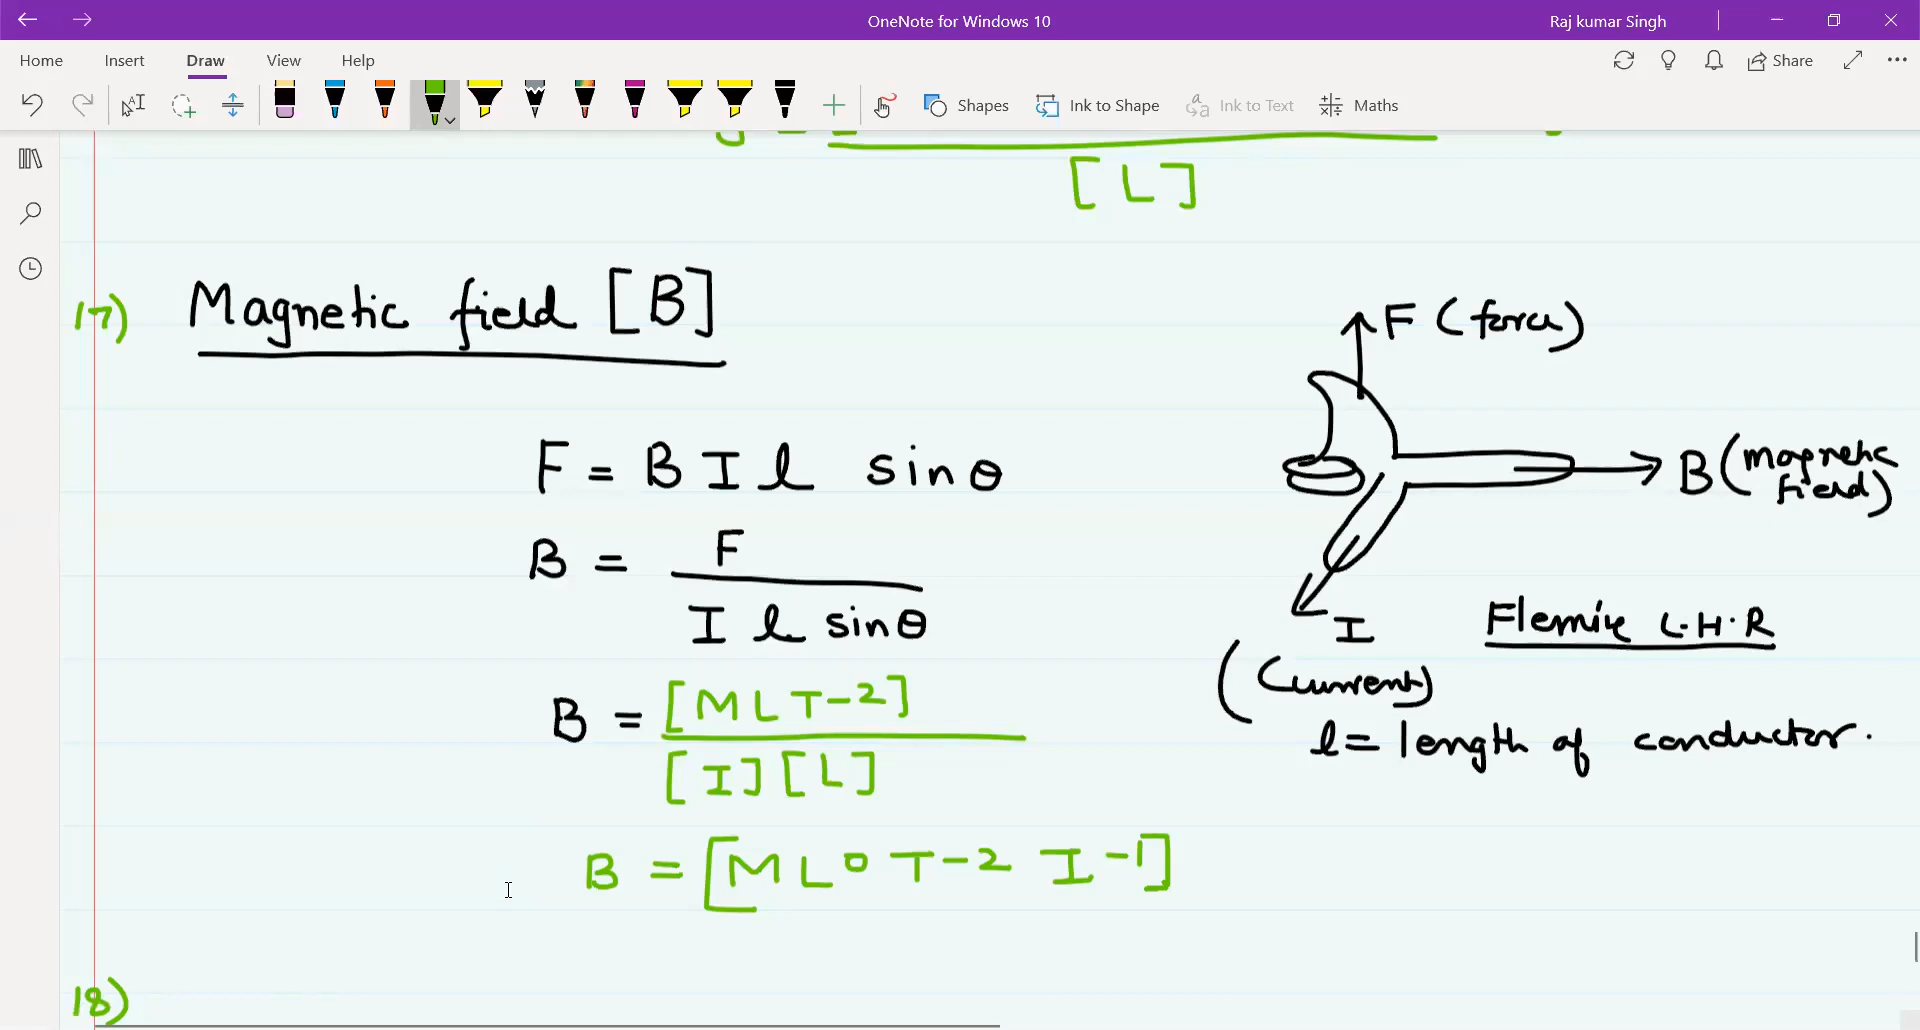 OneNote for Windows 10
Raj kumar Singh
Home Insert Draw View Help
Share
Shapes Ink to Shape Ink to Text Maths
[L]
17) Magnetic field [B]
F (force)
F = B I l sinθ
B (magnetic
field)
B = F
I l sinθ
I
Flemix L.H.R
(Current)
B = [M L T-2]
[I] [L]
l = length of conductor.
B = [M L0 T-2 I-1]
18)